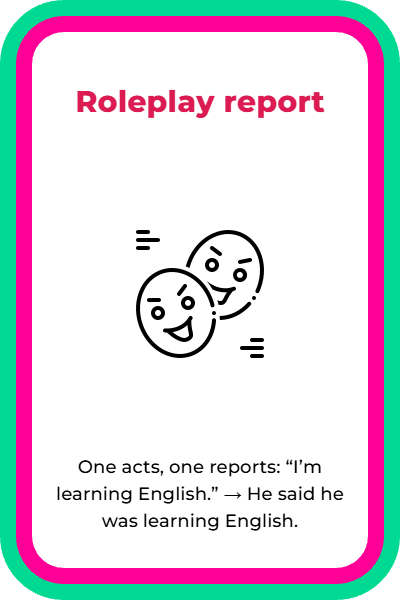 Roleplay report
One acts, one reports: “I’m
learning English.” → He said he
was learning English.